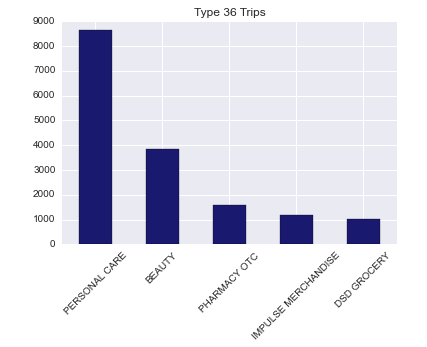 Type 36 Trips
9000
8000
7000
6000
5000
4000
3000
2000
1000
0
PERSONAL CARE
BEAUTY
PHARMACY OTC
IMPULSE MERCHANDISE
DSD GROCERY